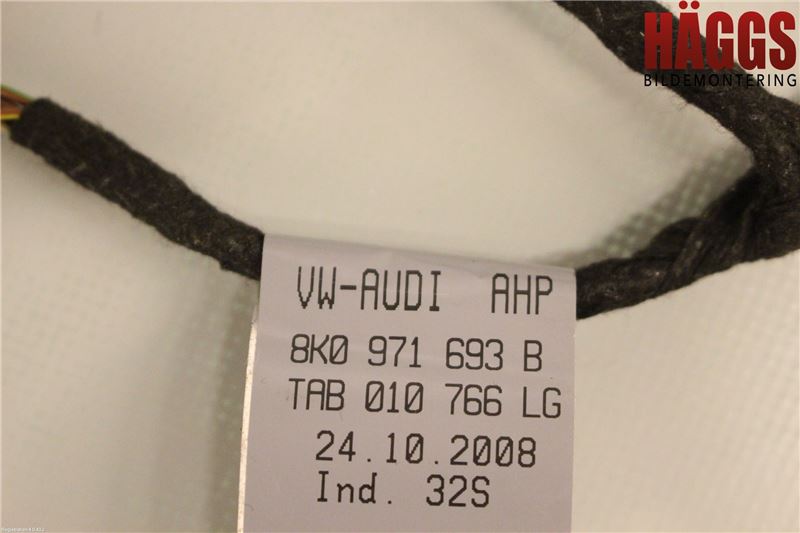 HÄGGS
BILDEMONTERING
VW-AUDI AHP
8K0 971 693 B
TAB 010 766 LG
24.10.2008
Ind. 32S